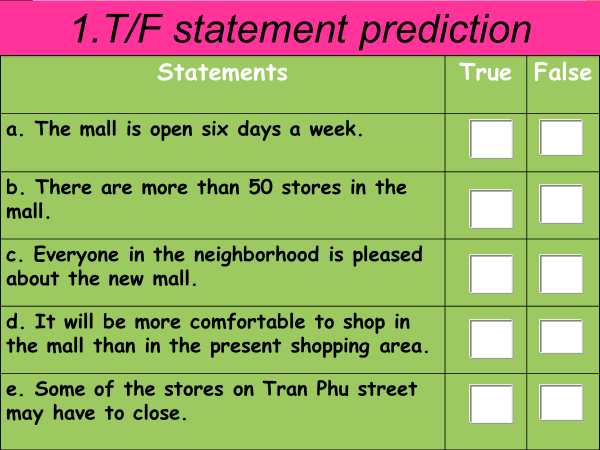 1.T/F statement prediction
Statements True False
a. The mall is open six days a week.
b. There are more than 50 stores in the
mall.
c. Everyone in the neighborhood is pleased
about the new mall.
d. It will be more comfortable to shop in
the mall than in the present shopping area.
e. Some of the stores on Tran Phu street
may have to close.